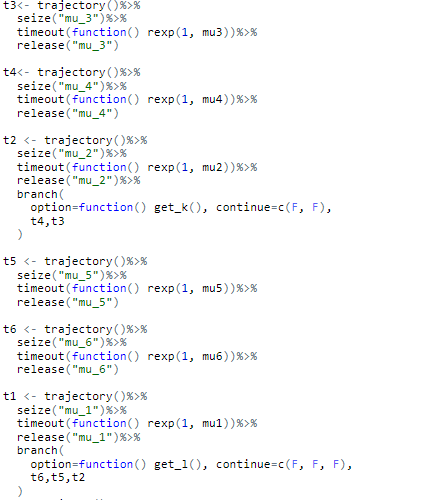 t3<- trajectory()%>%
  seize("mu_3")%>%
  timeout(function() rexp(1, mu3))%>%
  release("mu_3")
t4<- trajectory()%>%
  seize("mu_4")%>%
  timeout(function() rexp(1, mu4))%>%
  release("mu_4")
t2 <- trajectory()%>%
  seize("mu_2")%>%
  timeout(function() rexp(1, mu2))%>%
  release("mu_2")%>%
  branch(
    option=function() get_k(), continue=c(F, F),
    t4,t3
  )
t5 <- trajectory()%>%
  seize("mu_5")%>%
  timeout(function() rexp(1, mu5))%>%
  release("mu_5")
t6 <- trajectory()%>%
  seize("mu_6")%>%
  timeout(function() rexp(1, mu6))%>%
  release("mu_6")
t1 <- trajectory()%>%
  seize("mu_1")%>%
  timeout(function() rexp(1, mu1))%>%
  release("mu_1")%>%
  branch(
    option=function() get_l(), continue=c(F, F, F),
    t6,t5,t2
  )